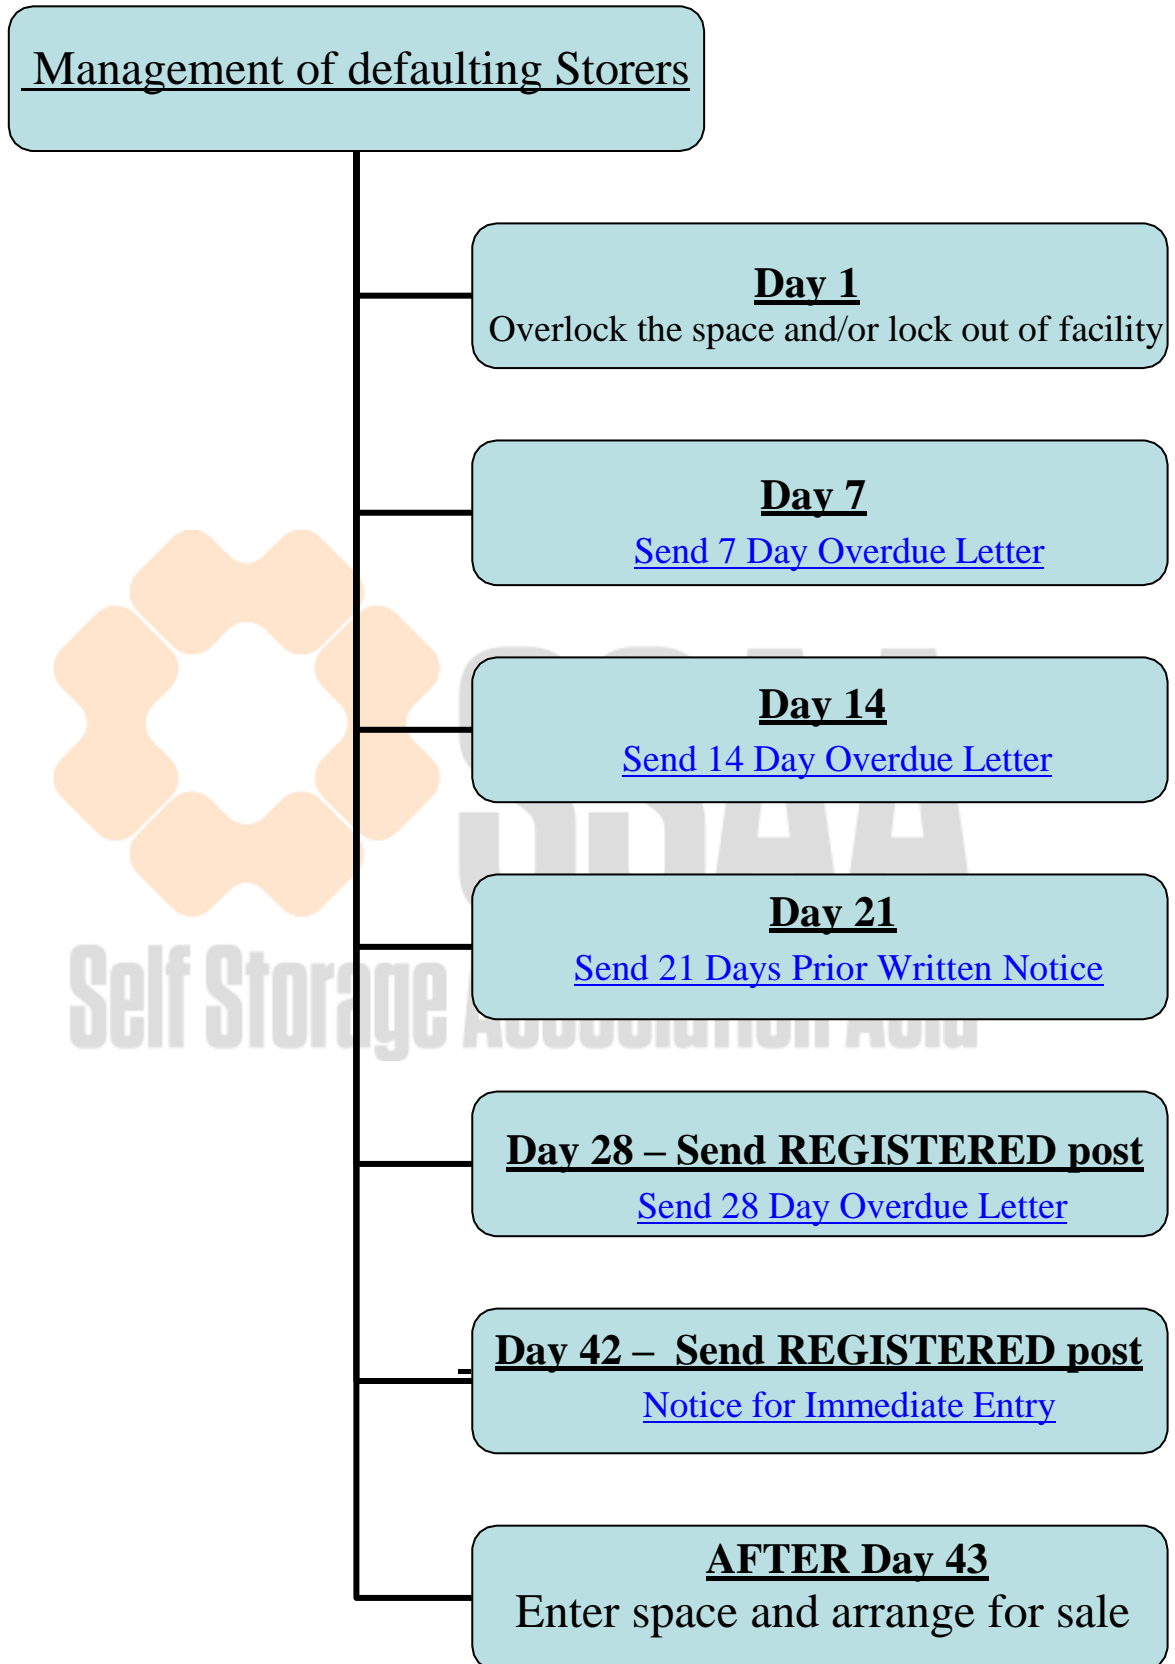 Management of defaulting Storers
Day 1
Overlock the space and/or lock out of facility
Day 7
Send 7 Day Overdue Letter
SSAA
Day 14
Send 14 Day Overdue Letter
Day 21
Send 21 Days Prior Written Notice
Self Storage Association Asia
Day 28 – Send REGISTERED post
Send 28 Day Overdue Letter
Day 42 – Send REGISTERED post
Notice for Immediate Entry
AFTER Day 43
Enter space and arrange for sale